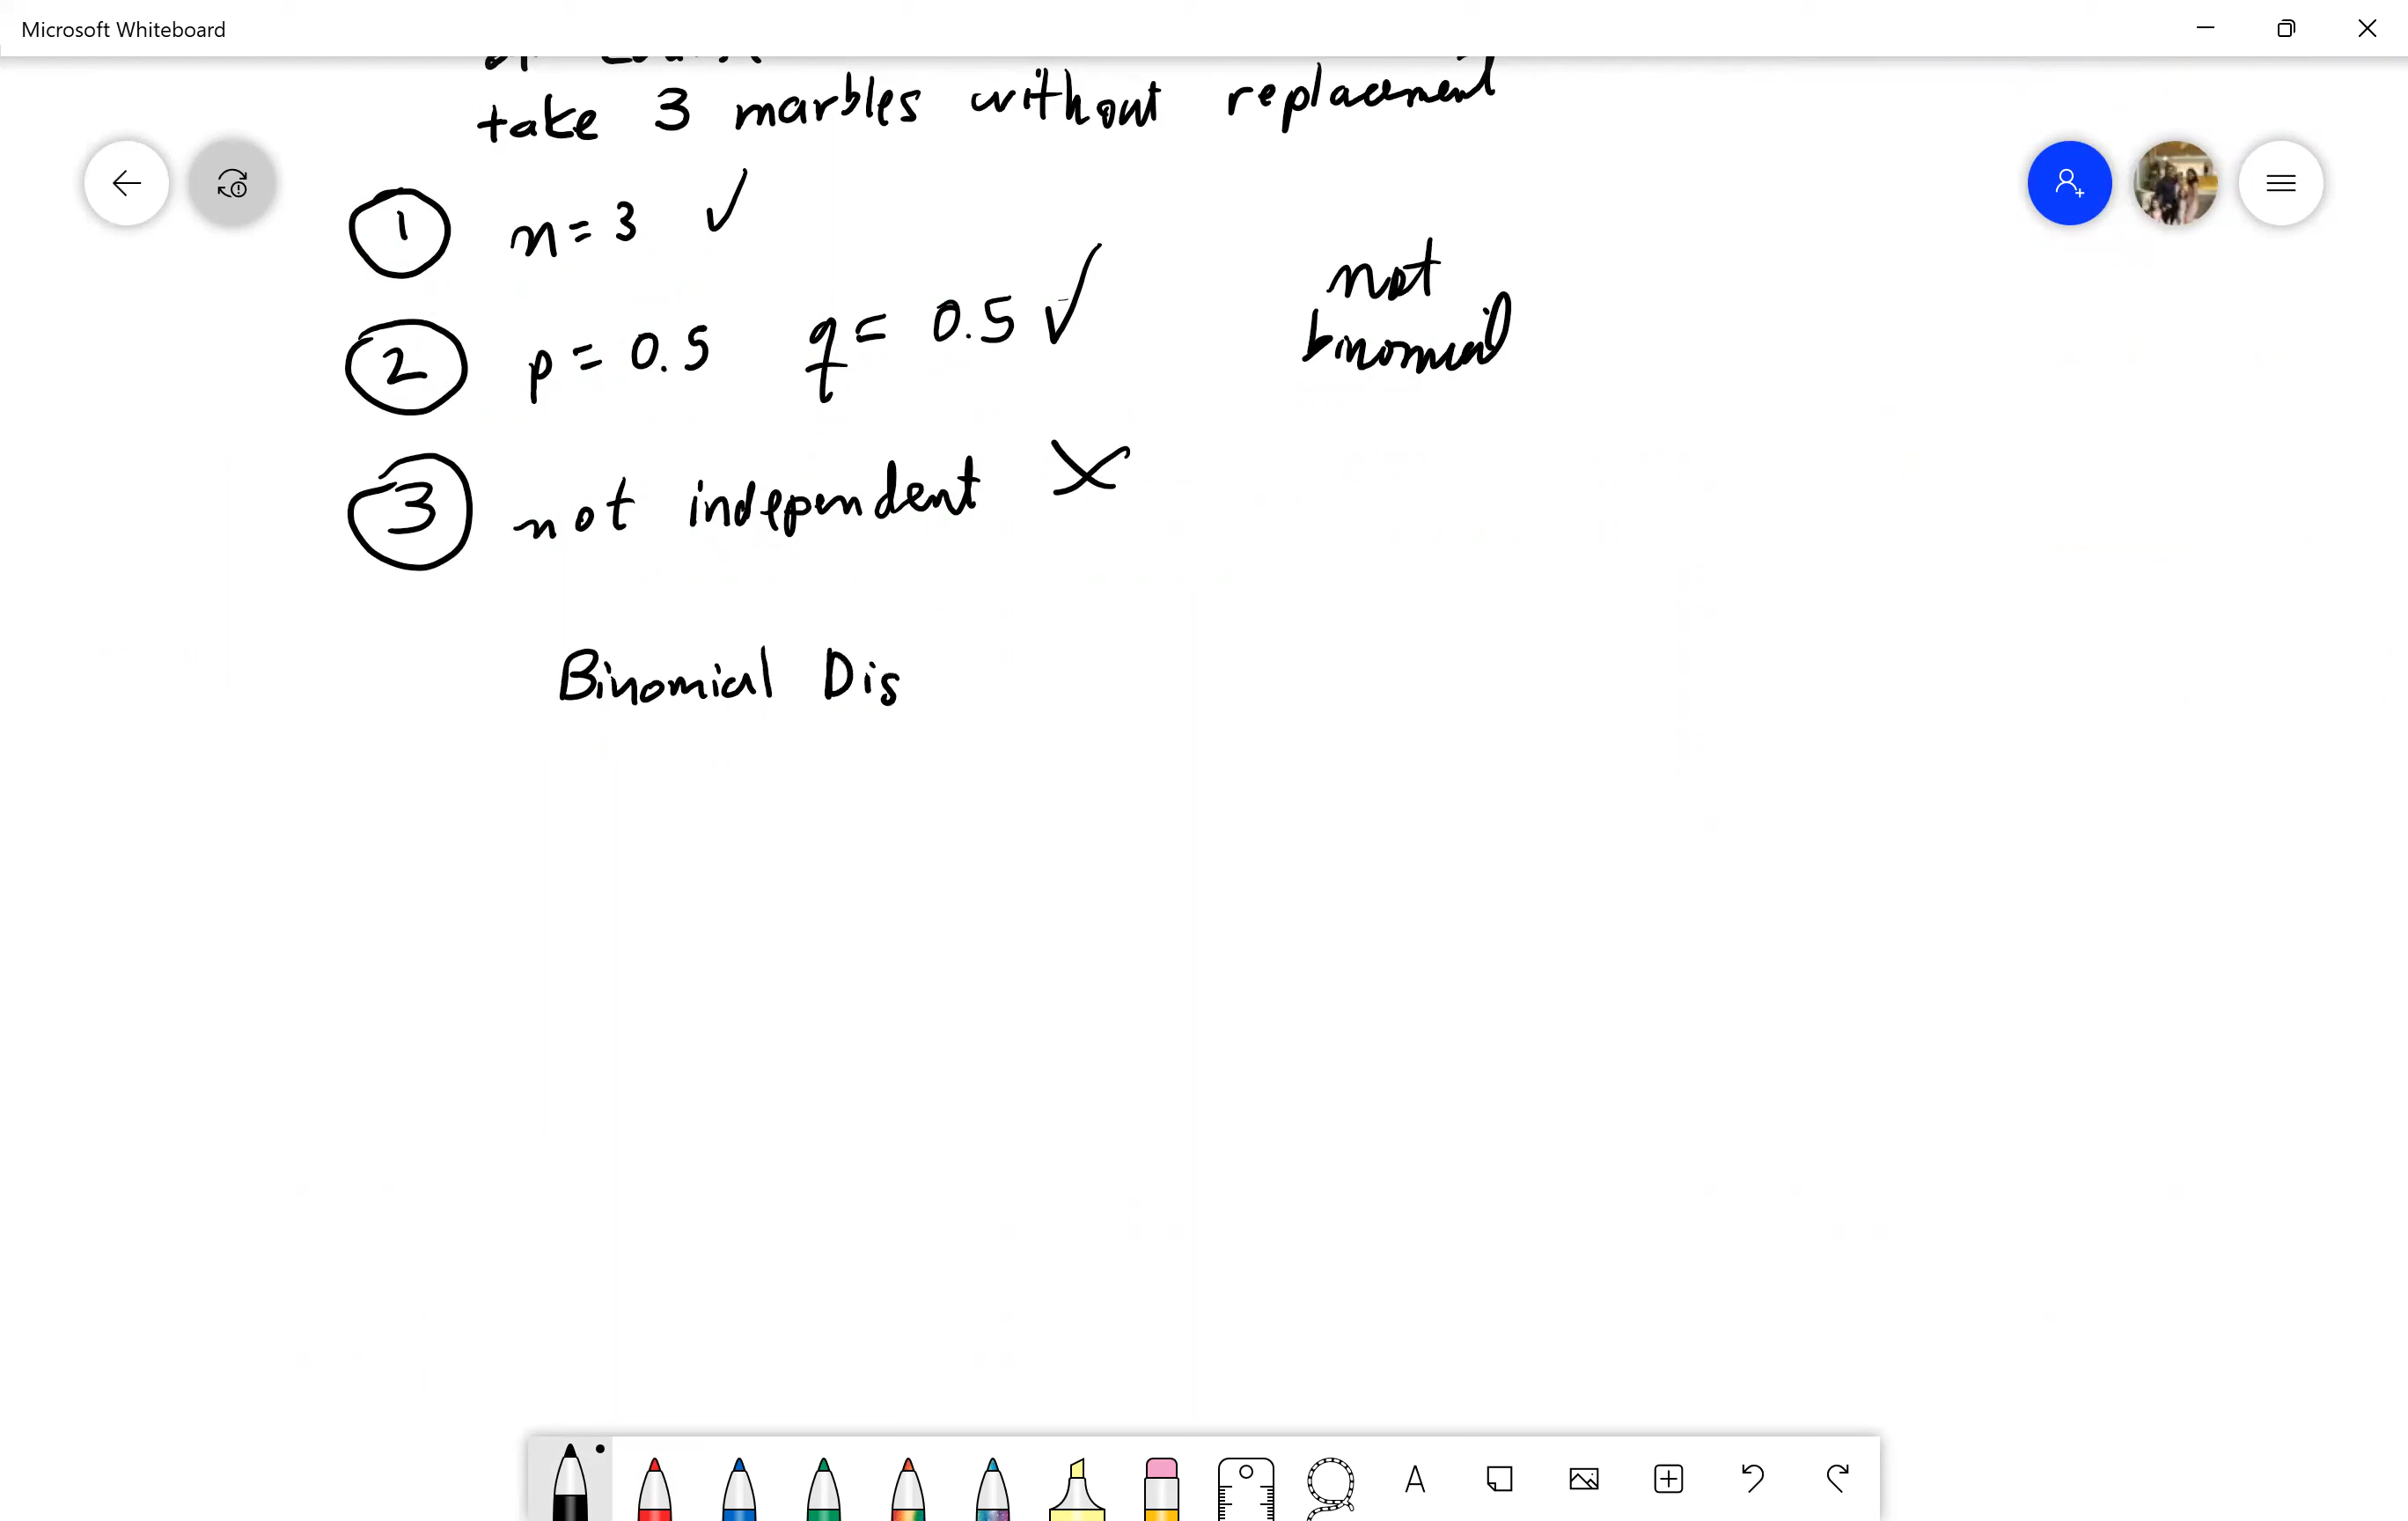 Microsoft Whiteboard
take 3 marbles without replacement
1 n = 3 ✓
2 p = 0.5 q = 0.5 ✓
not
binomial
3 not independent X
Binomial Dis